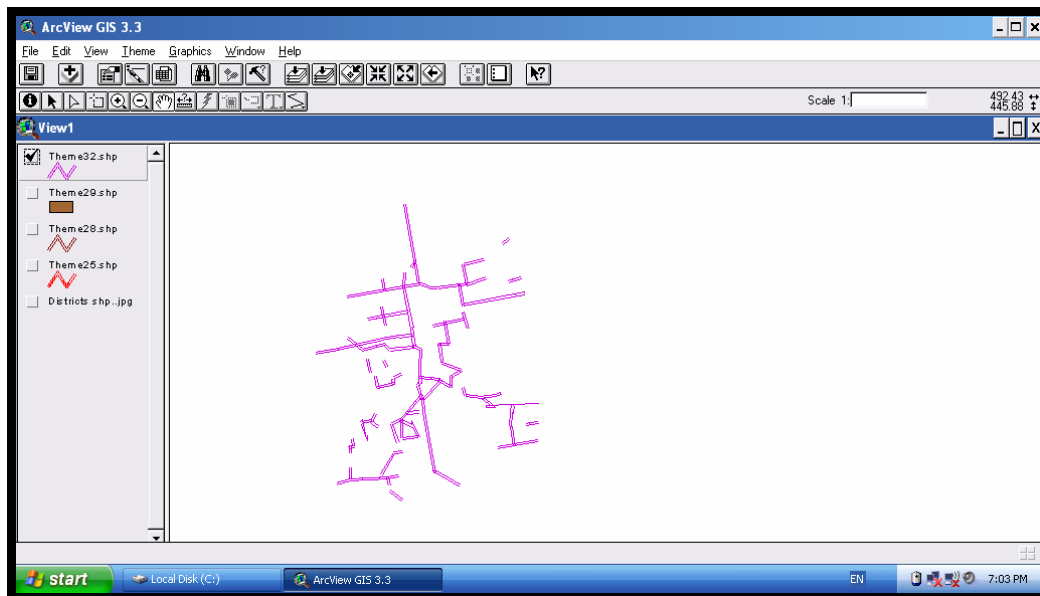 ArcView GIS 3.3
File Edit View Theme Graphics Window Help
Scale 1:
492.43
445.88
View1
Theme32.shp
Theme29.shp
Theme28.shp
Theme25.shp
Districts shp..jpg
start Local Disk (C:) ArcView GIS 3.3 EN 7:03 PM